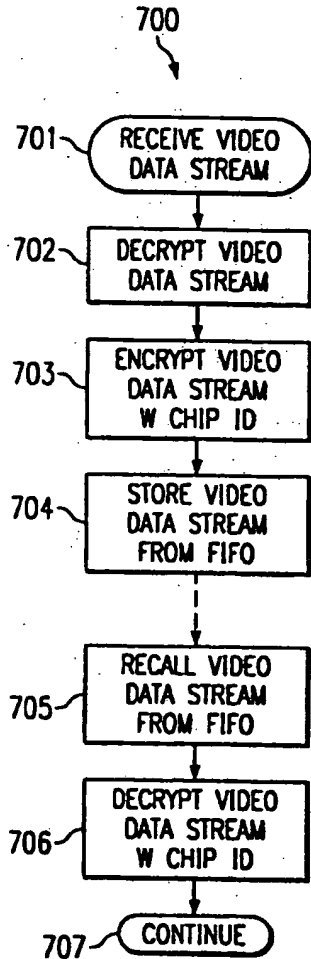 700
701
RECEIVE VIDEO
DATA STREAM
702
DECRYPT VIDEO
DATA STREAM
703
ENCRYPT VIDEO
DATA STREAM
W CHIP ID
704
STORE VIDEO
DATA STREAM
FROM FIFO
705
RECALL VIDEO
DATA STREAM
FROM FIFO
706
DECRYPT VIDEO
DATA STREAM
W CHIP ID
707
CONTINUE